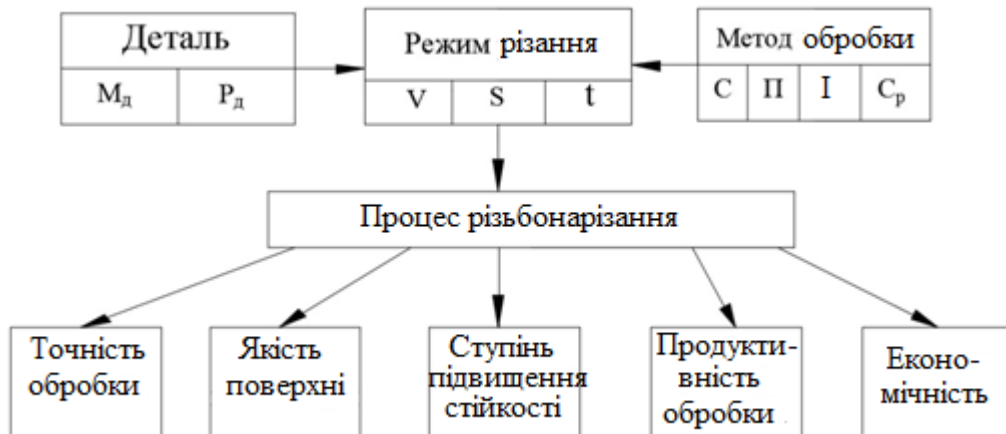 Деталь
Мд Рд
Режим різання
V S t
Метод обробки
С П І Ср
Процес різьбонарізання
Точність
обробки
Якість
поверхні
Ступінь
підвищення
стійкості
Продукти-
вність
обробки
Еконо-
мічність